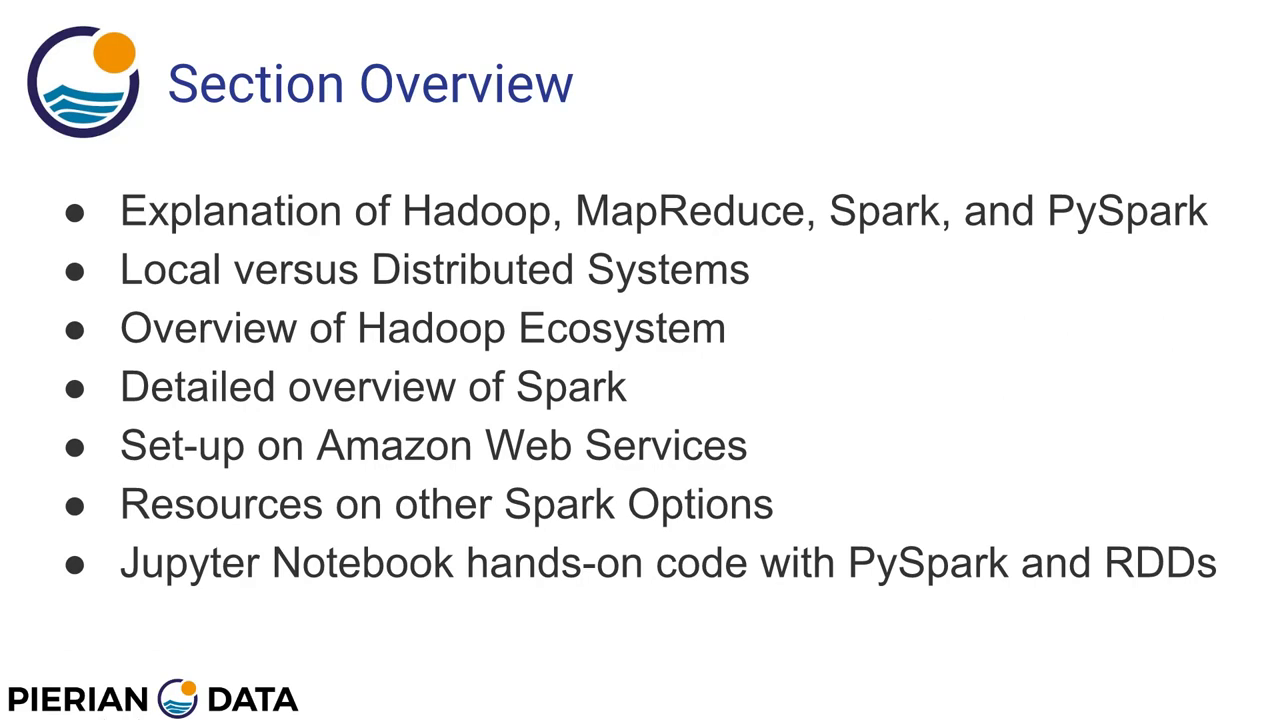 Section Overview
● Explanation of Hadoop, MapReduce, Spark, and PySpark
● Local versus Distributed Systems
● Overview of Hadoop Ecosystem
● Detailed overview of Spark
● Set-up on Amazon Web Services
● Resources on other Spark Options
● Jupyter Notebook hands-on code with PySpark and RDDs
PIERIAN DATA